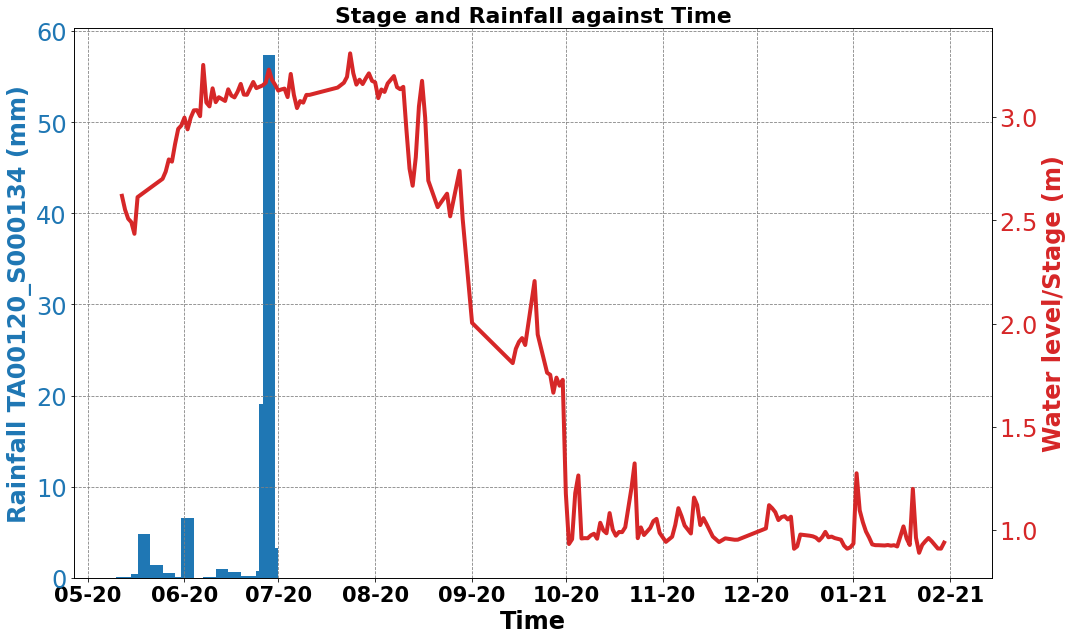 Stage and Rainfall against Time
Rainfall TA00120_S000134 (mm)
60
50
40
30
20
10
0
Water level/Stage (m)
3.0
2.5
2.0
1.5
1.0
05-20 06-20 07-20 08-20 09-20 10-20 11-20 12-20 01-21 02-21
Time